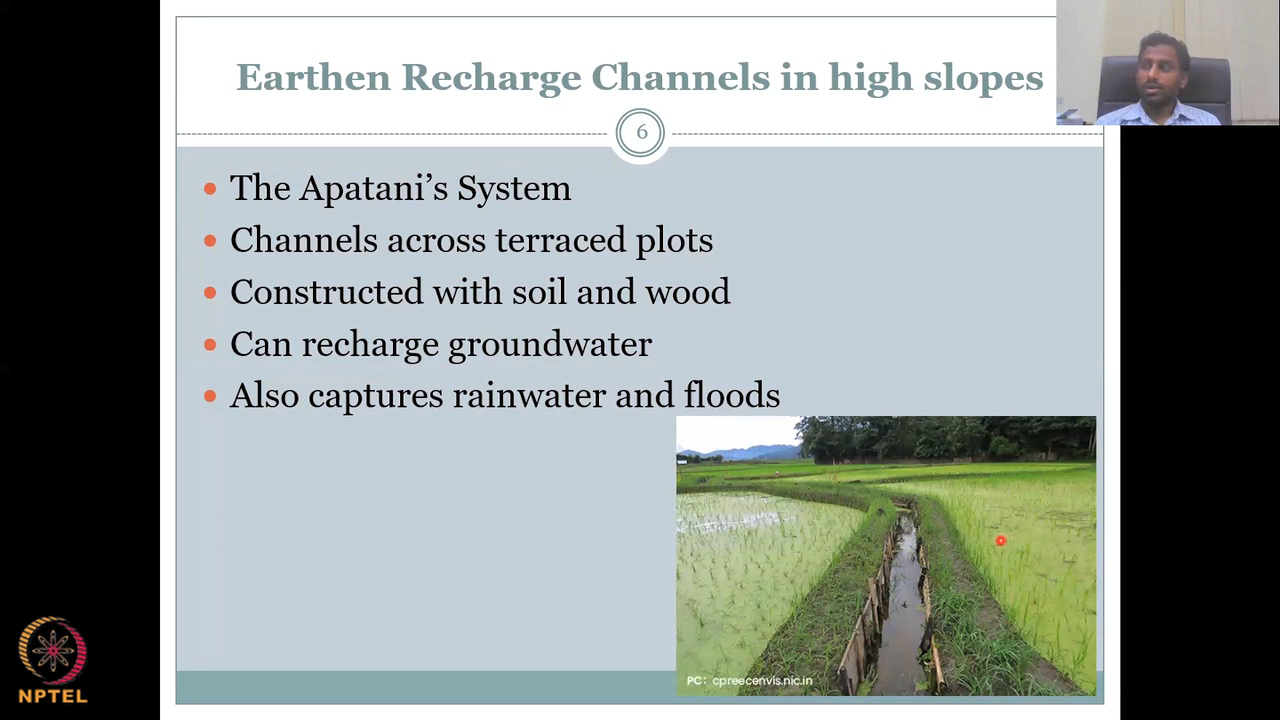 Earthen Recharge Channels in high slopes
6
• The Apatani’s System
• Channels across terraced plots
• Constructed with soil and wood
• Can recharge groundwater
• Also captures rainwater and floods
PC: cpreecenvis.nic.in
NPTEL